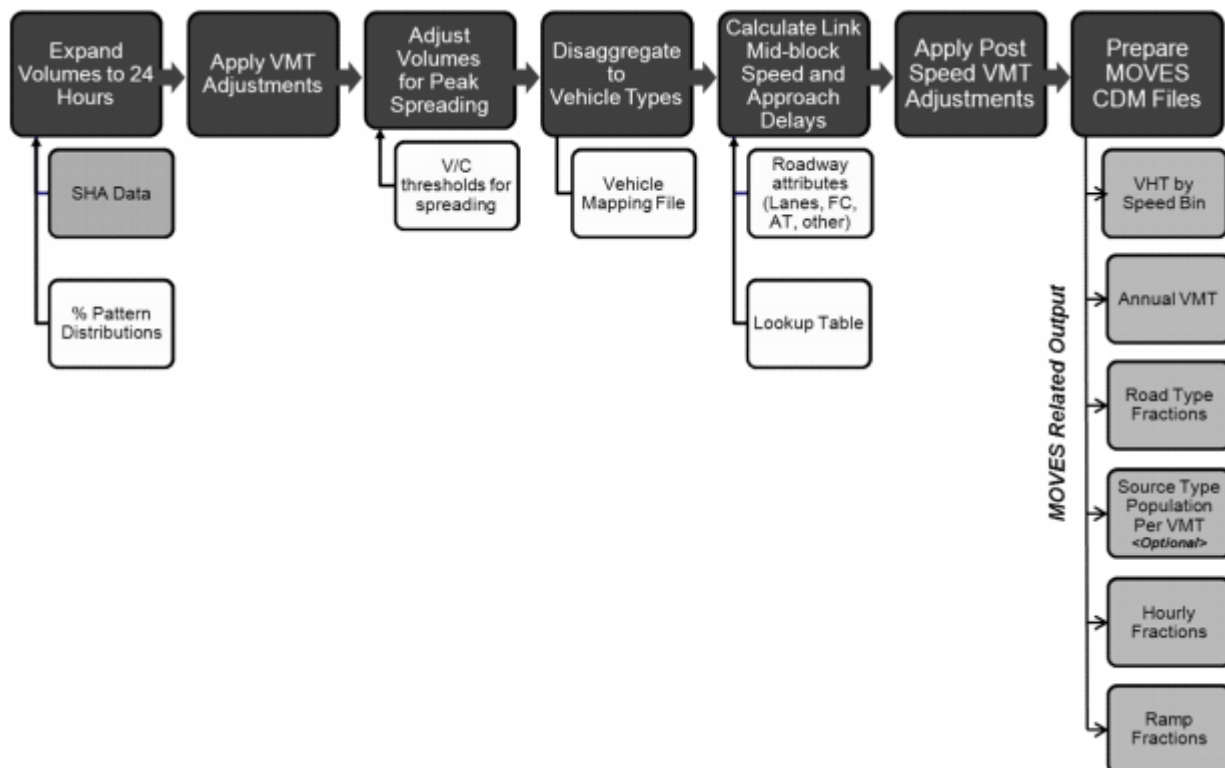 Expand
Volumes to 24
Hours
Apply VMT
Adjustments
Adjust
Volumes
for Peak
Spreading
Disaggregate
to
Vehicle Types
Calculate Link
Mid-block
Speed and
Approach
Delays
Apply Post
Speed VMT
Adjustments
Prepare
MOVES
CDM Files
SHA Data
% Pattern
Distributions
V/C
thresholds for
spreading
Vehicle
Mapping File
Roadway
attributes
(Lanes, FC,
AT, other)
Lookup Table
MOVES Related Output
VHT by
Speed Bin
Annual VMT
Road Type
Fractions
Source Type
Population
Per VMT
<Optional>
Hourly
Fractions
Ramp
Fractions